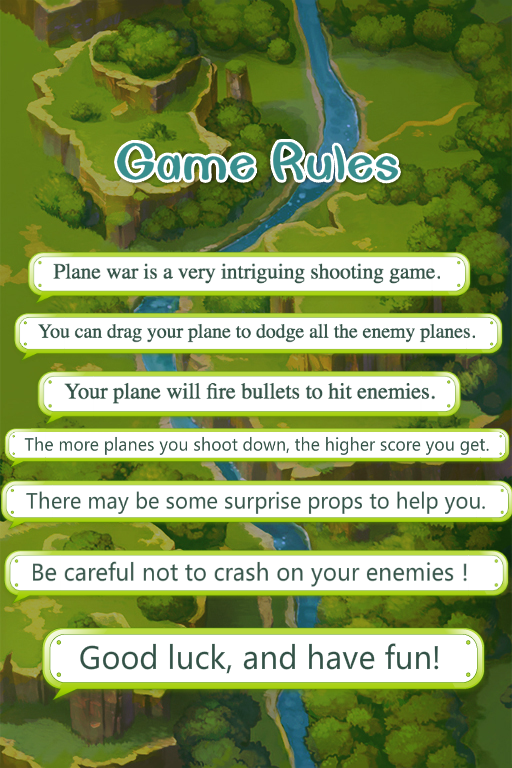 Game Rules
Plane war is a very intriguing shooting game.
You can drag your plane to dodge all the enemy planes.
Your plane will fire bullets to hit enemies.
The more planes you shoot down, the higher score you get.
There may be some surprise props to help you.
Be careful not to crash on your enemies !
Good luck, and have fun!